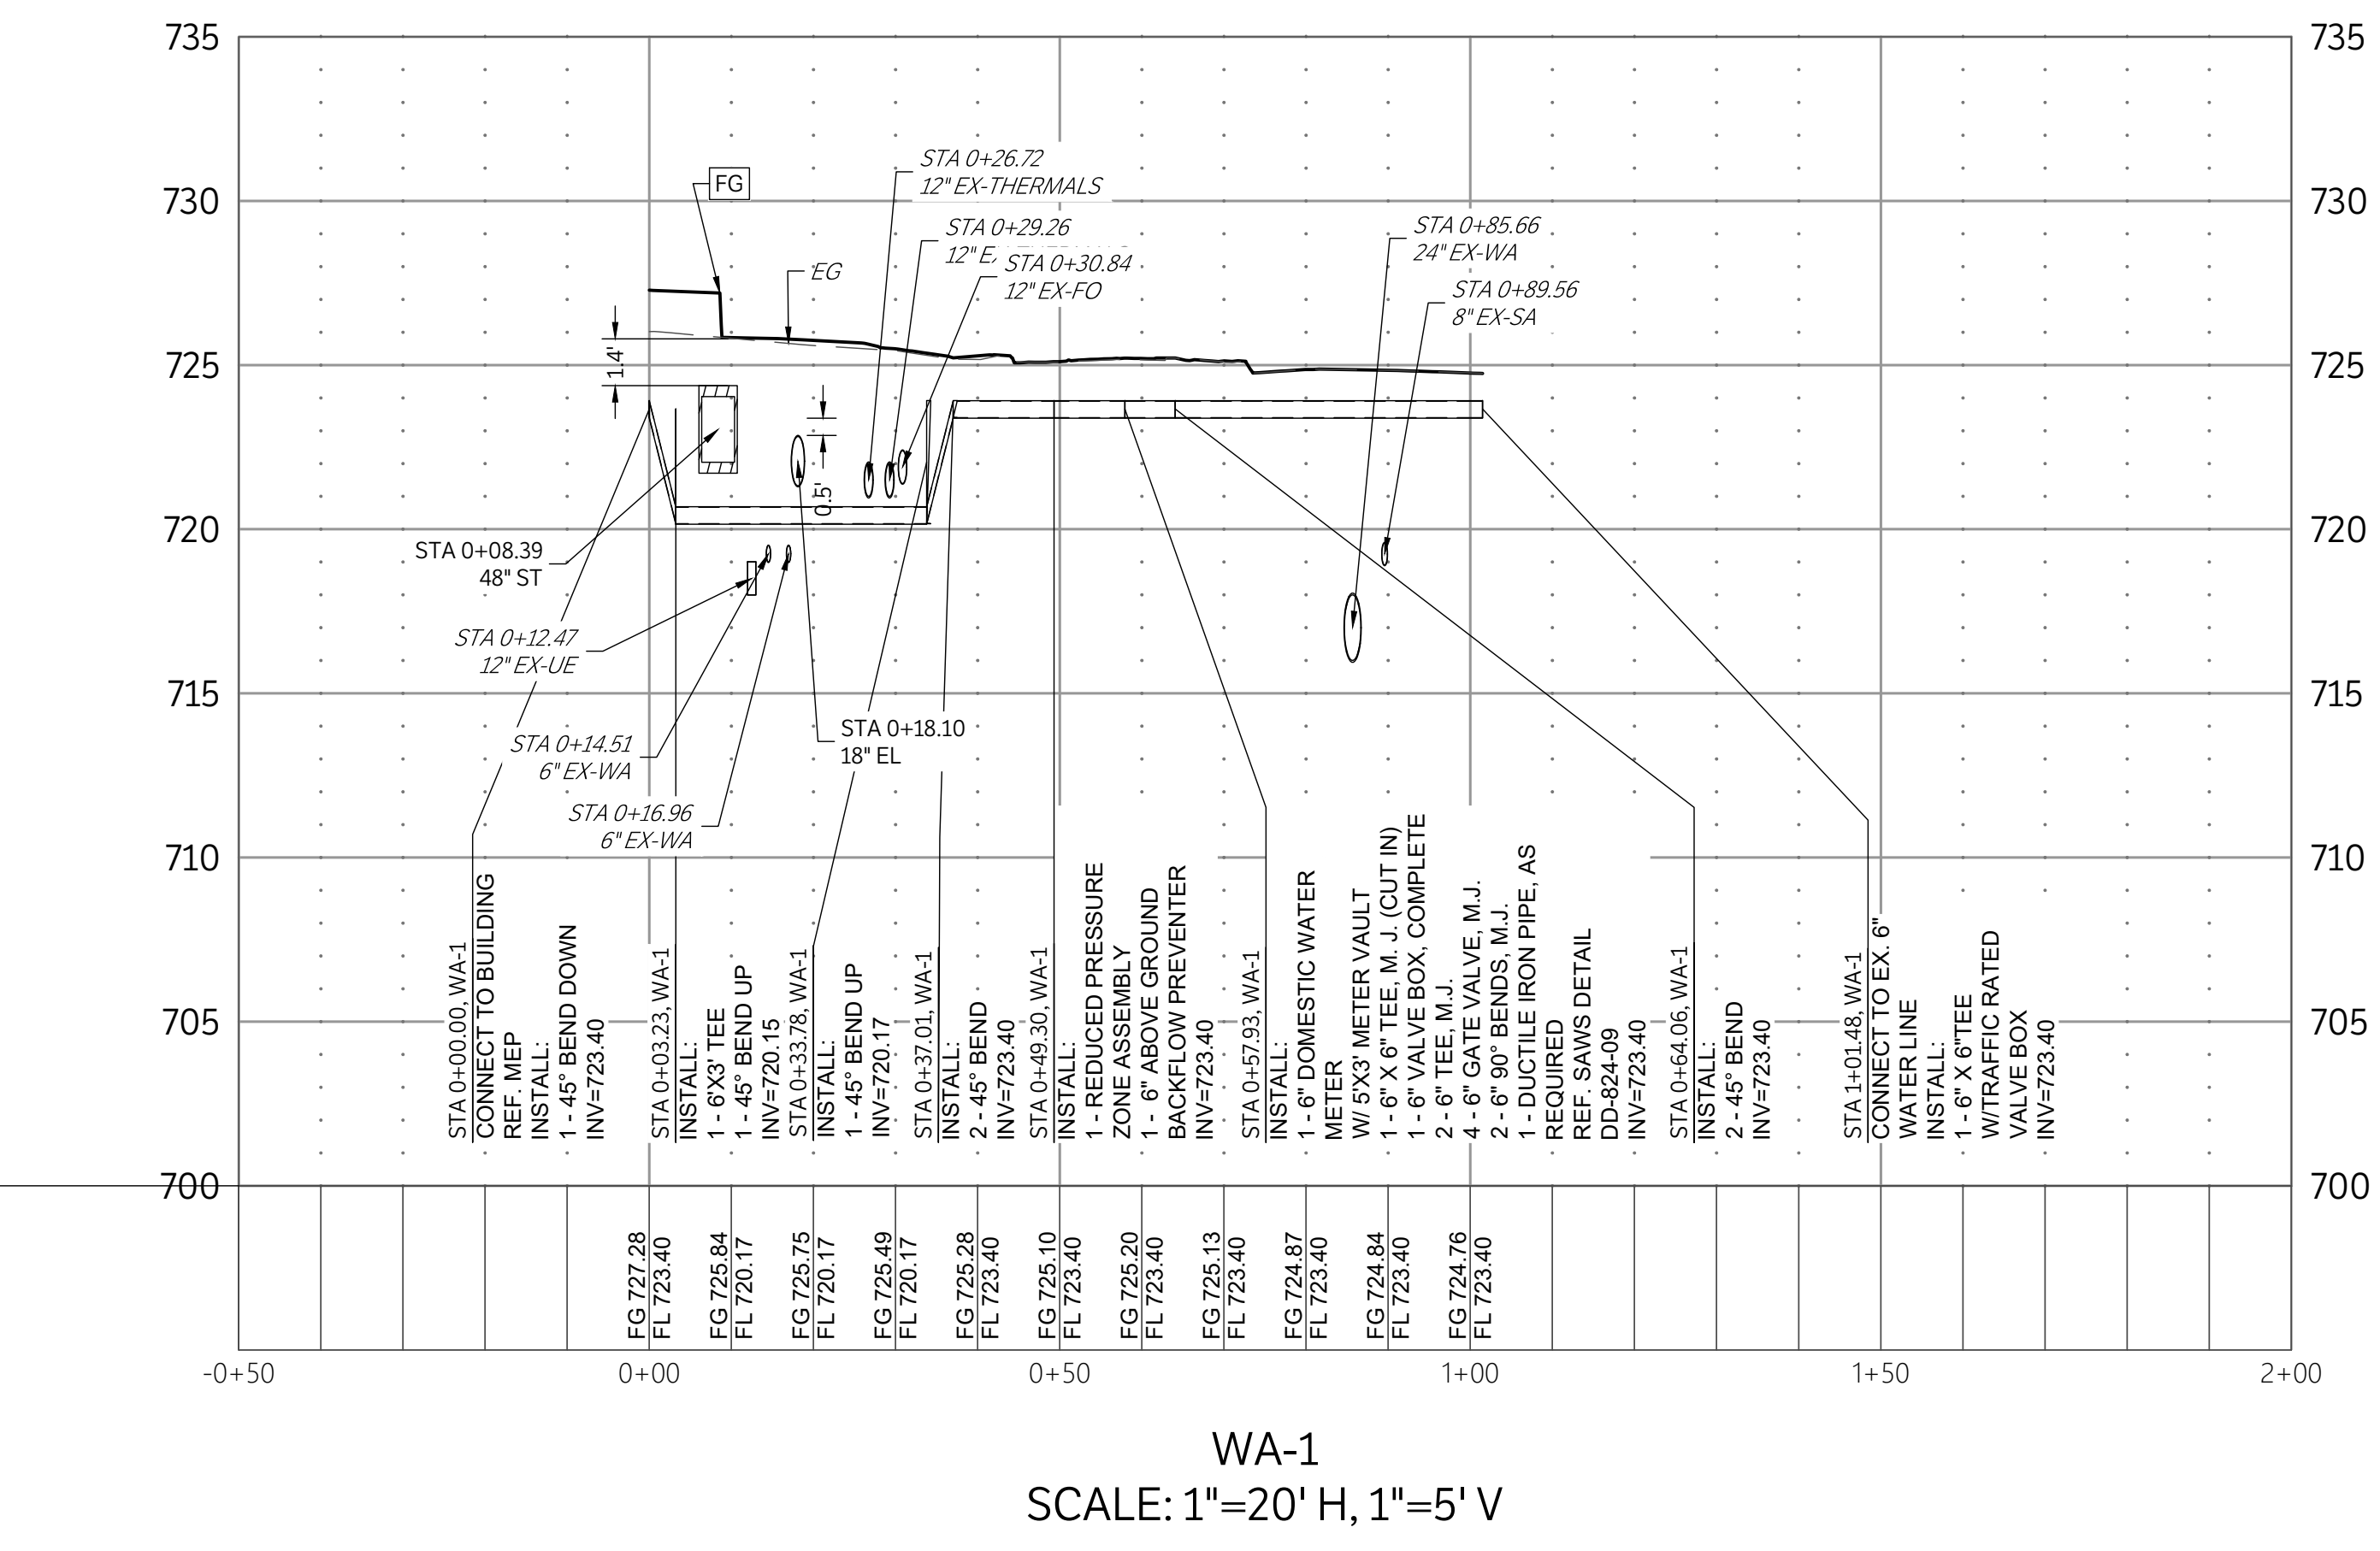 735
735
730
730
725
725
720
720
715
715
710
710
705
705
700
700
FG
EG
STA 0+26.72
12" EX-THERMALS
STA 0+29.26
12" E
STA 0+30.84
12" EX-FO
STA 0+85.66
24" EX-WA
STA 0+89.56
8" EX-SA
1.4'
0.5'
STA 0+08.39
48" ST
STA 0+12.47
12" EX-UE
STA 0+14.51
6" EX-WA
STA 0+16.96
6" EX-WA
STA 0+18.10
18" EL
STA 0+00.00, WA-1
CONNECT TO BUILDING
REF. MEP
INSTALL:
1 - 45° BEND DOWN
INV=723.40
STA 0+03.23, WA-1
INSTALL:
1 - 6'X3' TEE
1 - 45° BEND UP
INV=720.15
STA 0+33.78, WA-1
INSTALL:
1 - 45° BEND UP
INV=720.17
STA 0+37.01, WA-1
INSTALL:
2 - 45° BEND
INV=723.40
STA 0+49.30, WA-1
INSTALL:
1 - REDUCED PRESSURE
ZONE ASSEMBLY
1 - 6" ABOVE GROUND
BACKFLOW PREVENTER
INV=723.40
STA 0+57.93, WA-1
INSTALL:
1 - 6" DOMESTIC WATER
METER
W/ 5'X3' METER VAULT
1 - 6" X 6" TEE, M. J. (CUT IN)
1 - 6" VALVE BOX, COMPLETE
2 - 6" TEE, M.J.
4 - 6" GATE VALVE, M.J.
2 - 6" 90° BENDS, M.J.
1 - DUCTILE IRON PIPE, AS
REQUIRED
REF. SAWS DETAIL
DD-824-09
INV=723.40
STA 0+64.06, WA-1
INSTALL:
2 - 45° BEND
INV=723.40
STA 1+01.48, WA-1
CONNECT TO EX. 6"
WATER LINE
INSTALL:
1 - 6" X 6"TEE
W/TRAFFIC RATED
VALVE BOX
INV=723.40
FG 727.28
FL 723.40
FG 725.84
FL 720.17
FG 725.75
FL 720.17
FG 725.49
FL 720.17
FG 725.28
FL 723.40
FG 725.10
FL 723.40
FG 725.20
FL 723.40
FG 725.13
FL 723.40
FG 724.87
FL 723.40
FG 724.84
FL 723.40
FG 724.76
FL 723.40
-0+50
0+00
0+50
1+00
1+50
2+00
WA-1
SCALE: 1"=20' H, 1"=5' V